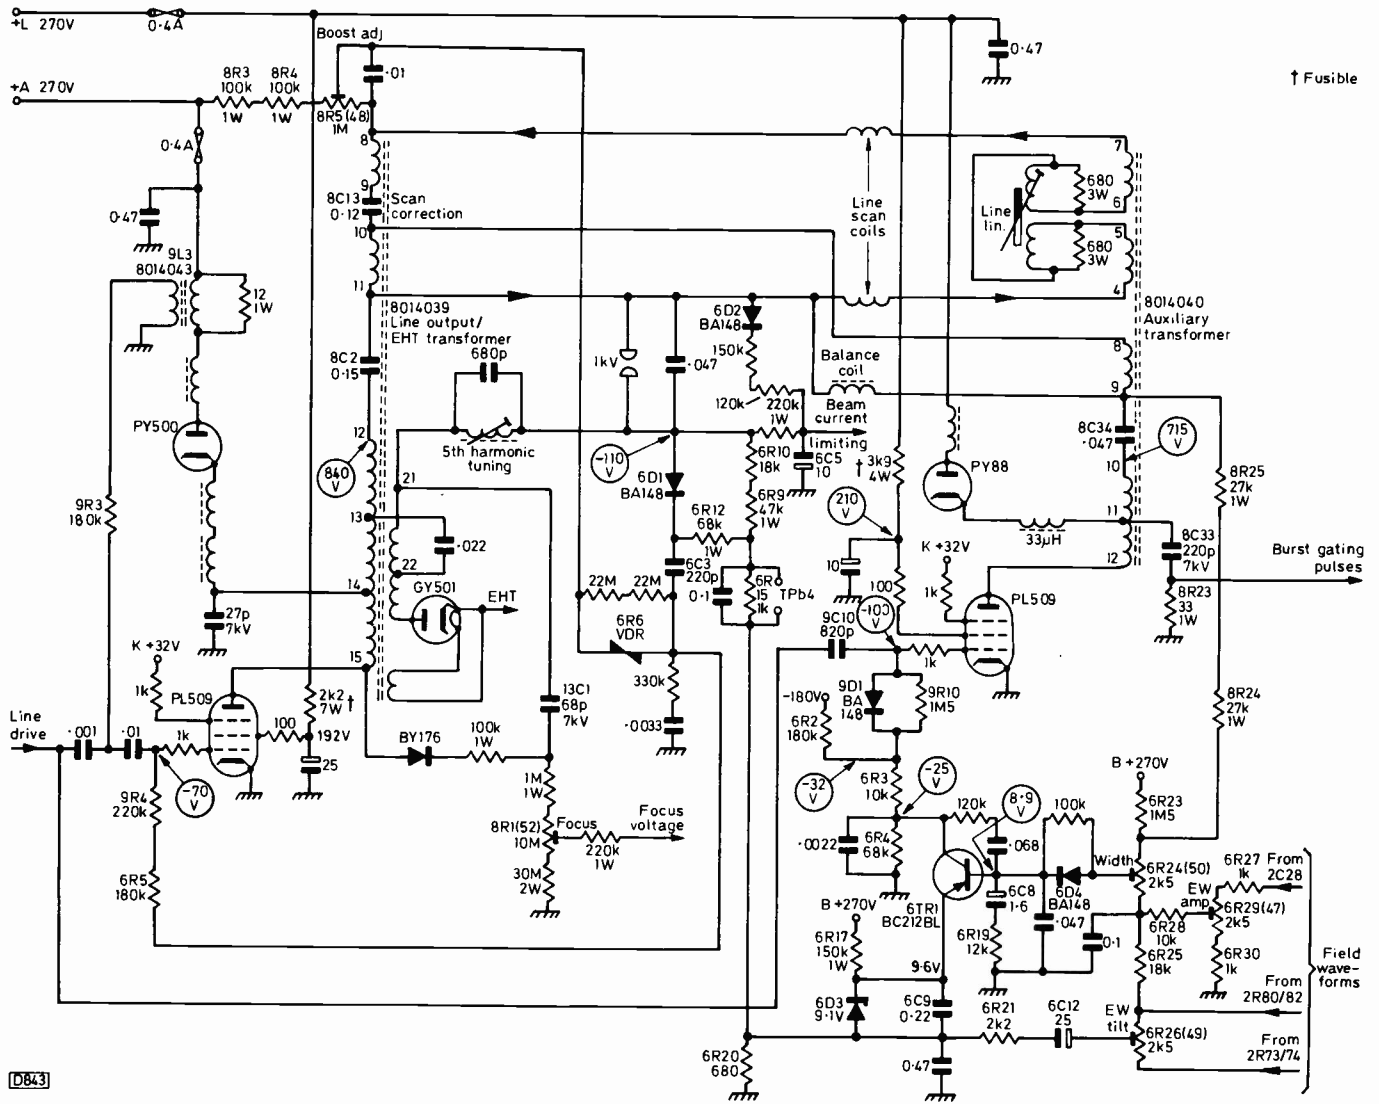 +L 270V
0·4A
Boost adj
·01
0·47
† Fusible
+A 270V
8R3
100k
1W
8R4
100k
1W
8R5(48)
1M
0·4A
8
9
8C13
0·12
Scan
correction
10
11
0·47
9L3
8014043
12
1W
8014039
Line output/
EHT transformer
8C2
0·15
680p
5th harmonic
tuning
1kV
·047
6D2
BA148
150k
120k
220k
1W
Balance
coil
Beam
current
limiting
Line
scan
coils
Line
lin.
680
3W
680
3W
7
6
5
4
8014040
Auxiliary
transformer
8
9
8C34
·047
10
715
V
11
12
PY500
12
840
V
13
14
15
21
22
·022
GY501
EHT
-110
V
6D1
BA148
6R10
18k
6R9
47k
1W
6C5
10
6R12
68k
1W
6C3
220p
22M
22M
0·1
6R
15
1k
TPb4
6R6
VDR
330k
·0033
† 3k9
4W
210
V
10
100
-100
V
PY88
33µH
K +32V
1k
PL509
1k
8C33
220p
7kV
8R23
33
1W
Burst gating
pulses
8R25
27k
1W
8R24
27k
1W
9R3
180k
27p
7kV
K +32V
1k
PL509
100
2k2
7W †
192V
25
Line
drive
·001
·01
1k
-70
V
9R4
220k
6R5
180k
BY176
100k
1W
13C1
68p
7kV
1M
1W
8R1(52)
10M
Focus
220k
1W
Focus
voltage
30M
2W
9C10
820p
9D1
BA
148
9R10
1M5
-180V
6R2
180k
-32
V
6R3
10k
-25
V
·0022
6R4
68k
120k
8·9
V
·068
100k
6TR1
BC212BL
6C8
1·6
6D4
BA148
·047
6R19
12k
0·1
Width
B +270V
6R23
1M5
6R24(50)
2k5
EW
amp
6R27
1k
From
2C28
6R28
10k
6R29(47)
2k5
6R30
1k
6R25
18k
From
2R80/82
Field
wave-
forms
B +270V
6R17
150k
1W
9·6V
6D3
9·1V
6C9
0·22
6R21
2k2
6C12
25
EW
tilt
6R26(49)
2k5
From
2R73/74
6R20
680
0·47
D843